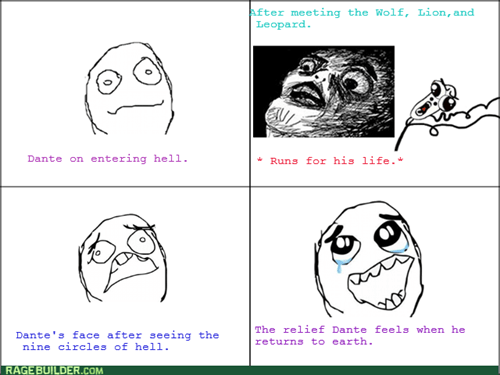 After meeting the Wolf, Lion,and
Leopard.
Dante on entering hell.
* Runs for his life.*
Dante's face after seeing the
nine circles of hell.
The relief Dante feels when he
returns to earth.
RAGEBUILDER.COM